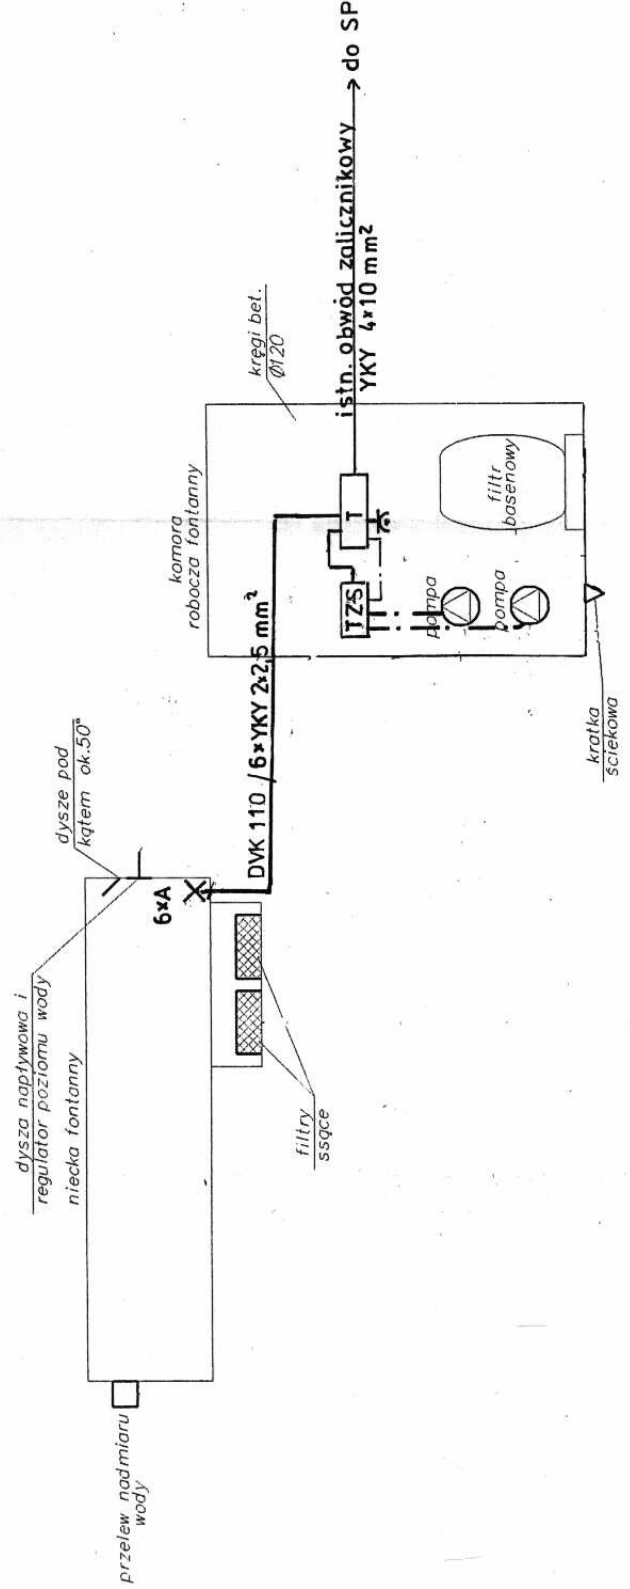 przelew nadmiaru
wody
dysza napływowa i
regulator poziomu wody
niecka fontanny
dysze pod
kątem ok.50°
6xA
filtry
ssące
DVK 110 / 6xYKY 2x2,5 mm²
komora
robocza fontanny
kręgi bet.
Ø120
TZS
T
pompa
pompa
filtr
basenowy
kratka
ściekowa
istn. obwód zalicznikowy
YKY 4x10 mm²
do SP